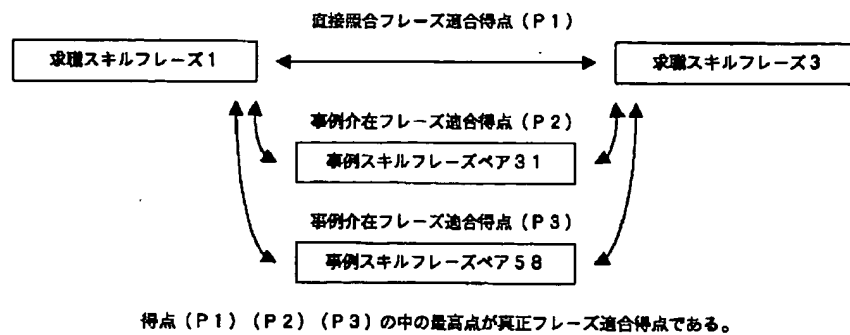 直接照合フレーズ適合得点(P1)
求職スキルフレーズ1
求職スキルフレーズ3
事例介在フレーズ適合得点(P2)
事例スキルフレーズペア31
事例介在フレーズ適合得点(P3)
事例スキルフレーズペア58
得点(P1)(P2)(P3)の中の最高点が真正フレーズ適合得点である。